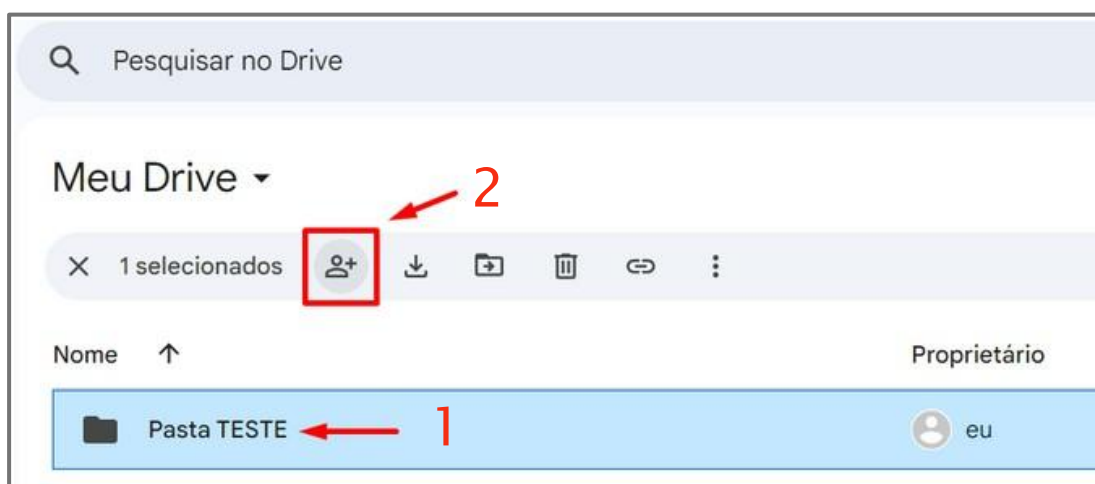 Pesquisar no Drive
Meu Drive
2
1 selecionados
Nome
Proprietário
Pasta TESTE
1
eu